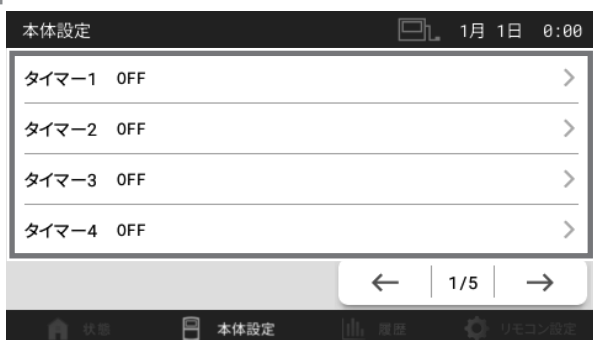 本体設定 1月 1日 0:00
タイマー1 OFF
タイマー2 OFF
タイマー3 OFF
タイマー4 OFF
← 1/5 →
状態 本体設定 履歴 リモコン設定